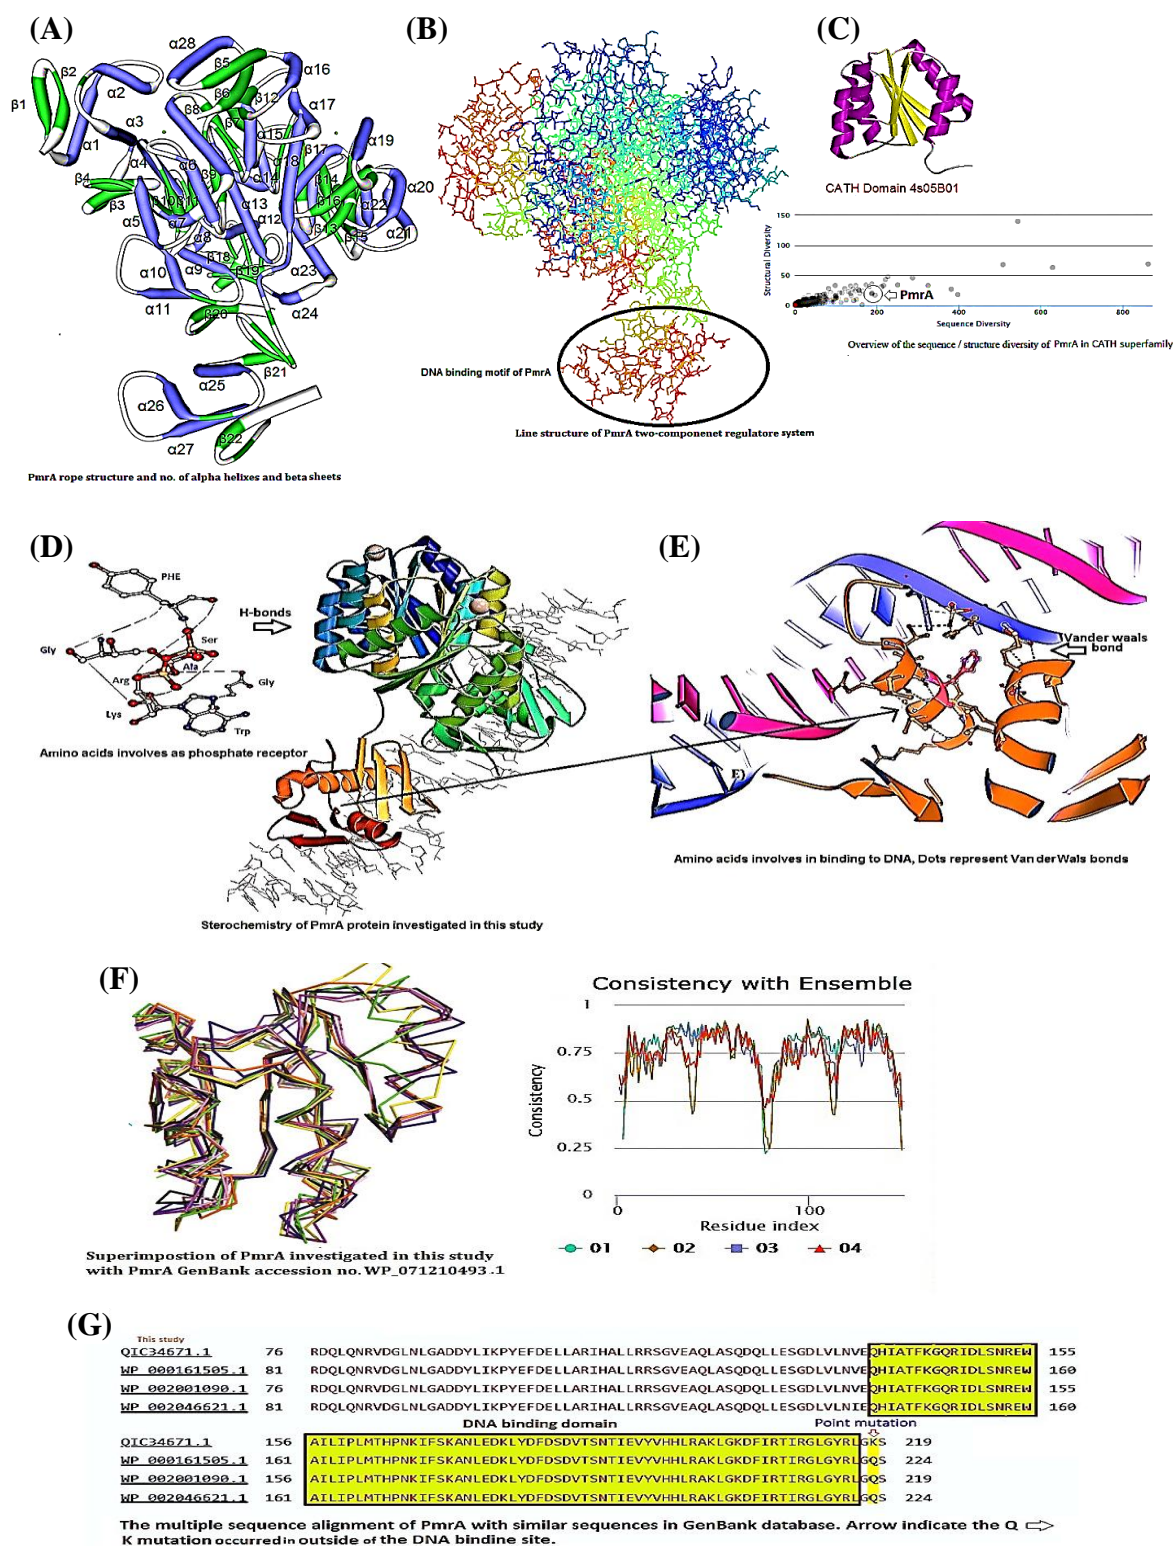 (A)
α28
β5
β2
α2
α16
β6
β12
β1
β8
α17
β7
α3
α15
α19
α1
β17
α4
α6
α18
β9
α14
β14
β4
α20
β10
β11
β16
α22
β3
α13
α5
α7
α12
β13
β15
α21
α8
β18
α10
α9
β19
α23
α11
β20
α24
β21
α25
α26
α27
β22
PmrA rope structure and no. of alpha helixes and beta sheets
(B)
DNA binding motif of PmrA
Line structure of PmrA two-componenet regulatore system
(C)
CATH Domain 4s05B01
Structural Diversity
150
100
50
0
0
200
400
600
800
PmrA
Sequence Diversity
Overview of the sequence / structure diversity of PmrA in CATH superfamily
(D)
PHE
H-bonds
Ser
Gly
Ala
Arg
Gly
Lys
Trp
Amino acids involves as phosphate receptor
Sterochemistry of PmrA protein investigated in this study
(E)
Vander waals
bond
E)
Amino acids involves in binding to DNA, Dots represent Van der Wals bonds
(F)
Superimpostion of PmrA investigated in this study
with PmrA GenBank accession no. WP_071210493.1
Consistency with Ensemble
Consistency
1
0.75
0.5
0.25
0
0
100
Residue index
01 02 03 04
(G)
This study
QIC34671.1 76 RDQLQNRVDGLNLGADDYLIKPYEFDELLARIHALLRRSGVEAQLASQDQLLESGDLVLNVEQHIATFKGQRIDLSNREW 155
WP_000161505.1 81 RDQLQNRVDGLNLGADDYLIKPYEFDELLARIHALLRRSGVEAQLASQDQLLESGDLVLNVEQHIATFKGQRIDLSNREW 160
WP_002001090.1 76 RDQLQNRVDGLNLGADDYLIKPYEFDELLARIHALLRRSGVEAQLASQDQLLESGDLVLNVEQHIATFKGQRIDLSNREW 155
WP_002046621.1 81 RDQLQNRVDGLNLGADDYLIKPYEFDELLARIHALLRRSGVEAQLASQDQLLESGDLVLNIEQHIATFKGQRIDLSNREW 160
DNA binding domain Point mutation
QIC34671.1 156 AILIPLMTHPNKIFSKANLEDKLYDFDSDVTSNTIEVYVHHLRAKLGKDFIRTIRGLGYRLGKS 219
WP_000161505.1 161 AILIPLMTHPNKIFSKANLEDKLYDFDSDVTSNTIEVYVHHLRAKLGKDFIRTIRGLGYRLGQS 224
WP_002001090.1 156 AILIPLMTHPNKIFSKANLEDKLYDFDSDVTSNTIEVYVHHLRAKLGKDFIRTIRGLGYRLGQS 219
WP_002046621.1 161 AILIPLMTHPNKIFSKANLEDKLYDFDSDVTSNTIEVYVHHLRAKLGKDFIRTIRGLGYRLGQS 224
The multiple sequence alignment of PmrA with similar sequences in GenBank database. Arrow indicate the Q ⇨
K mutation occurred in outside of the DNA bindine site.